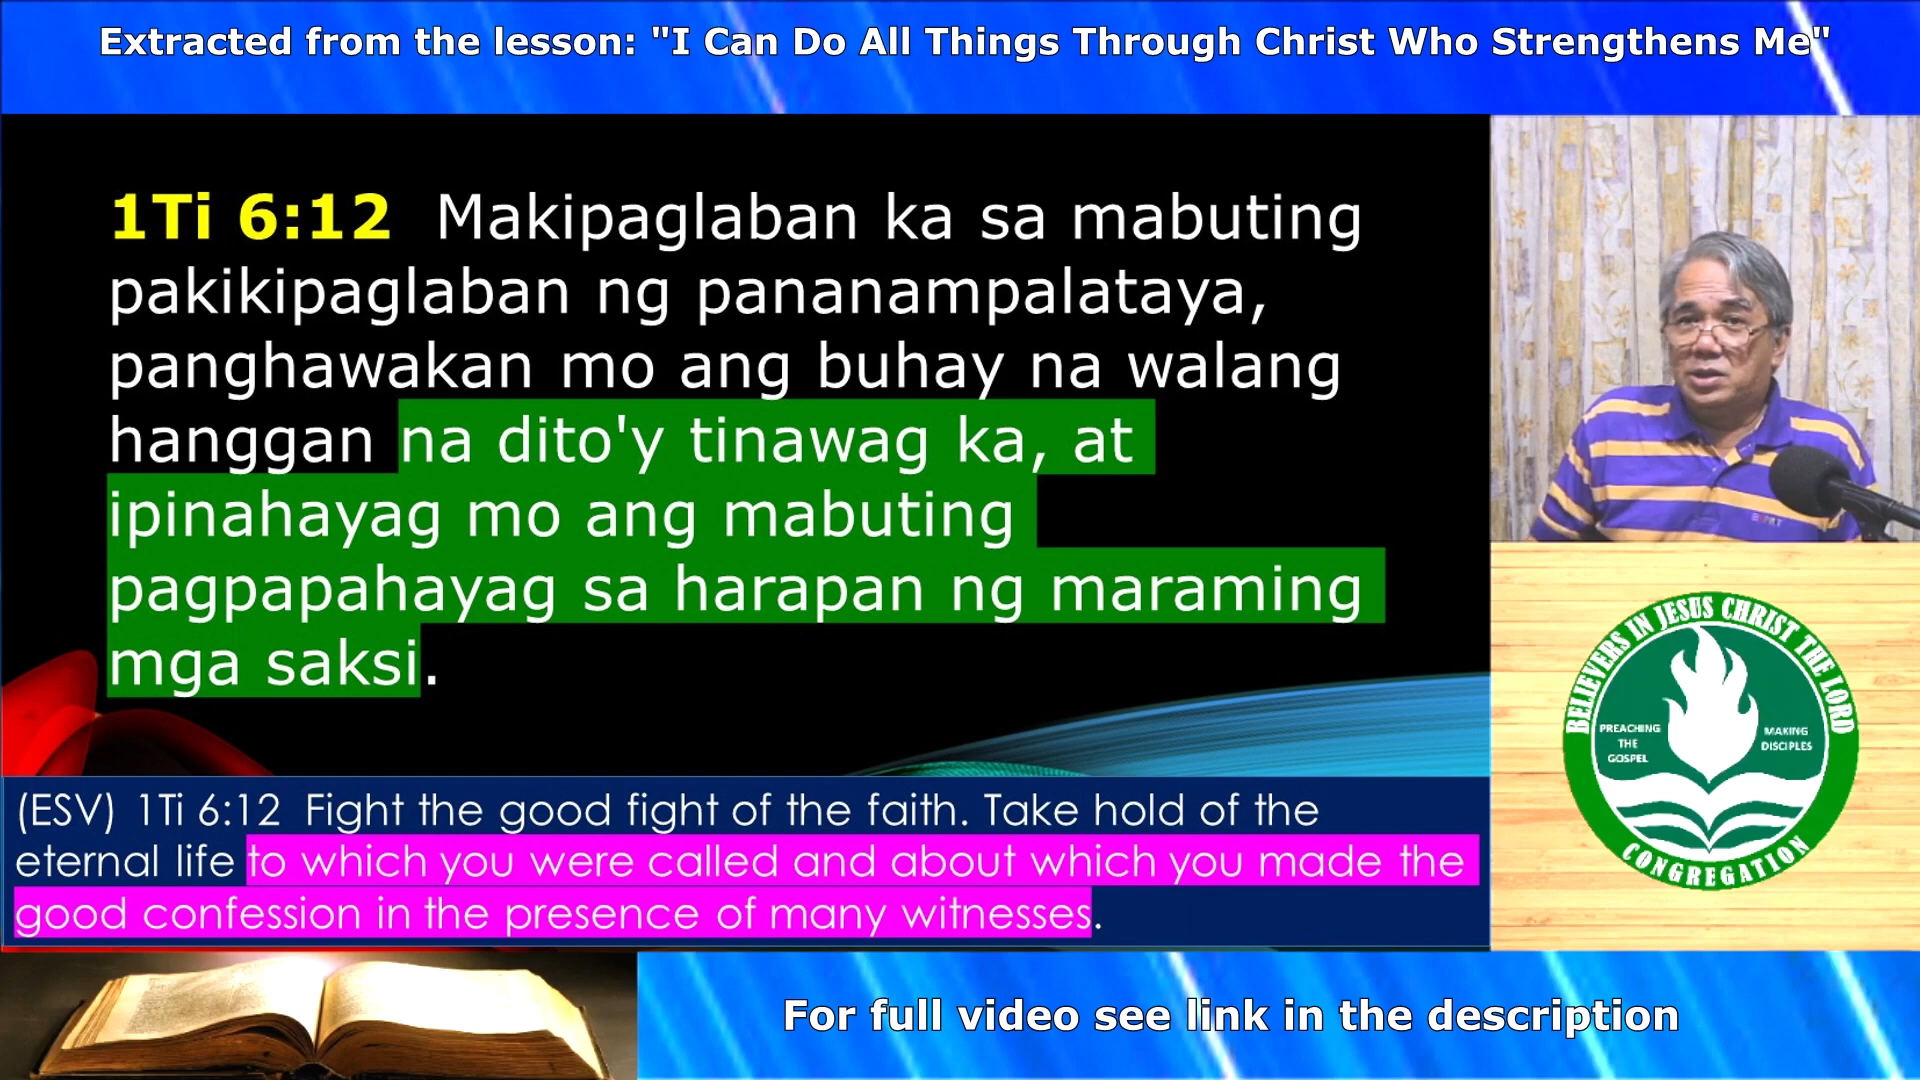 Extracted from the lesson: "I Can Do All Things Through Christ Who Strengthens Me"
1Ti 6:12 Makipaglaban ka sa mabuting
pakikipaglaban ng pananampalataya,
panghawakan mo ang buhay na walang
hanggan na dito'y tinawag ka, at
ipinahayag mo ang mabuting
pagpapahayag sa harapan ng maraming
mga saksi.
(ESV) 1Ti 6:12 Fight the good fight of the faith. Take hold of the
eternal life to which you were called and about which you made the
good confession in the presence of many witnesses.
BELIEVERS IN JESUS CHRIST THE LORD
PREACHING
THE
GOSPEL
MAKING
DISCIPLES
CONGREGATION
For full video see link in the description